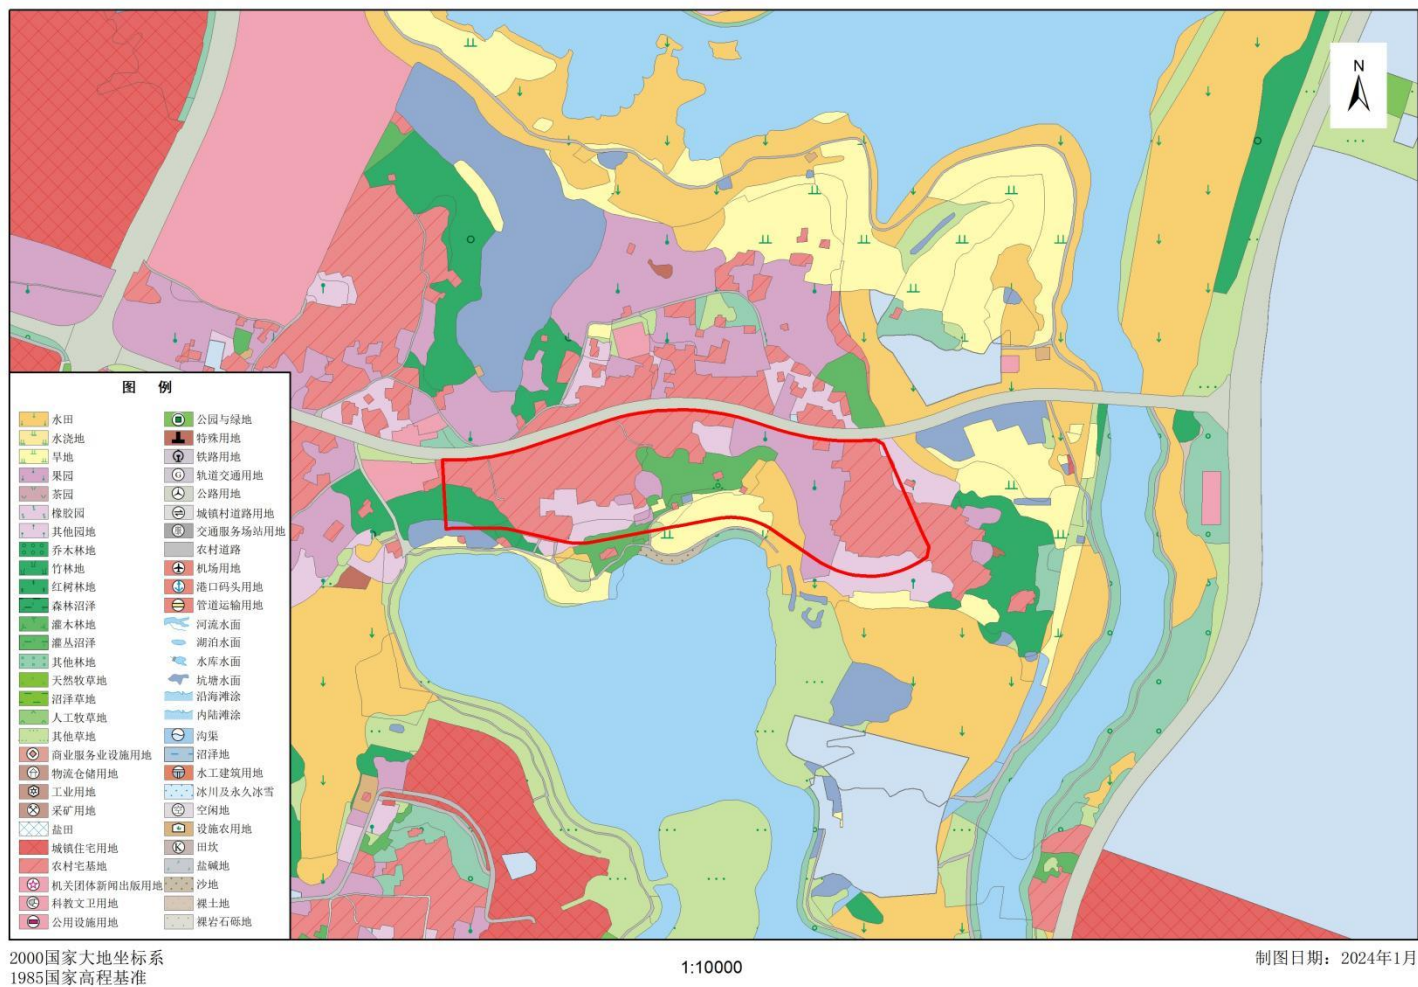 N
图 例
水田
水浇地
旱地
果园
茶园
橡胶园
其他园地
乔木林地
竹林地
红树林地
森林沼泽
灌木林地
灌丛沼泽
其他林地
天然牧草地
沼泽草地
人工牧草地
其他草地
商业服务业设施用地
物流仓储用地
工业用地
采矿用地
盐田
城镇住宅用地
农村宅基地
机关团体新闻出版用地
科教文卫用地
公用设施用地
公园与绿地
特殊用地
铁路用地
轨道交通用地
公路用地
城镇村道路用地
交通服务场站用地
农村道路
机场用地
港口码头用地
管道运输用地
河流水面
湖泊水面
水库水面
坑塘水面
沿海滩涂
内陆滩涂
沟渠
沼泽地
水工建筑用地
冰川及永久冰雪
空闲地
设施农用地
田坎
盐碱地
沙地
裸土地
裸岩石砾地
2000国家大地坐标系
1985国家高程基准
1:10000
制图日期：2024年1月